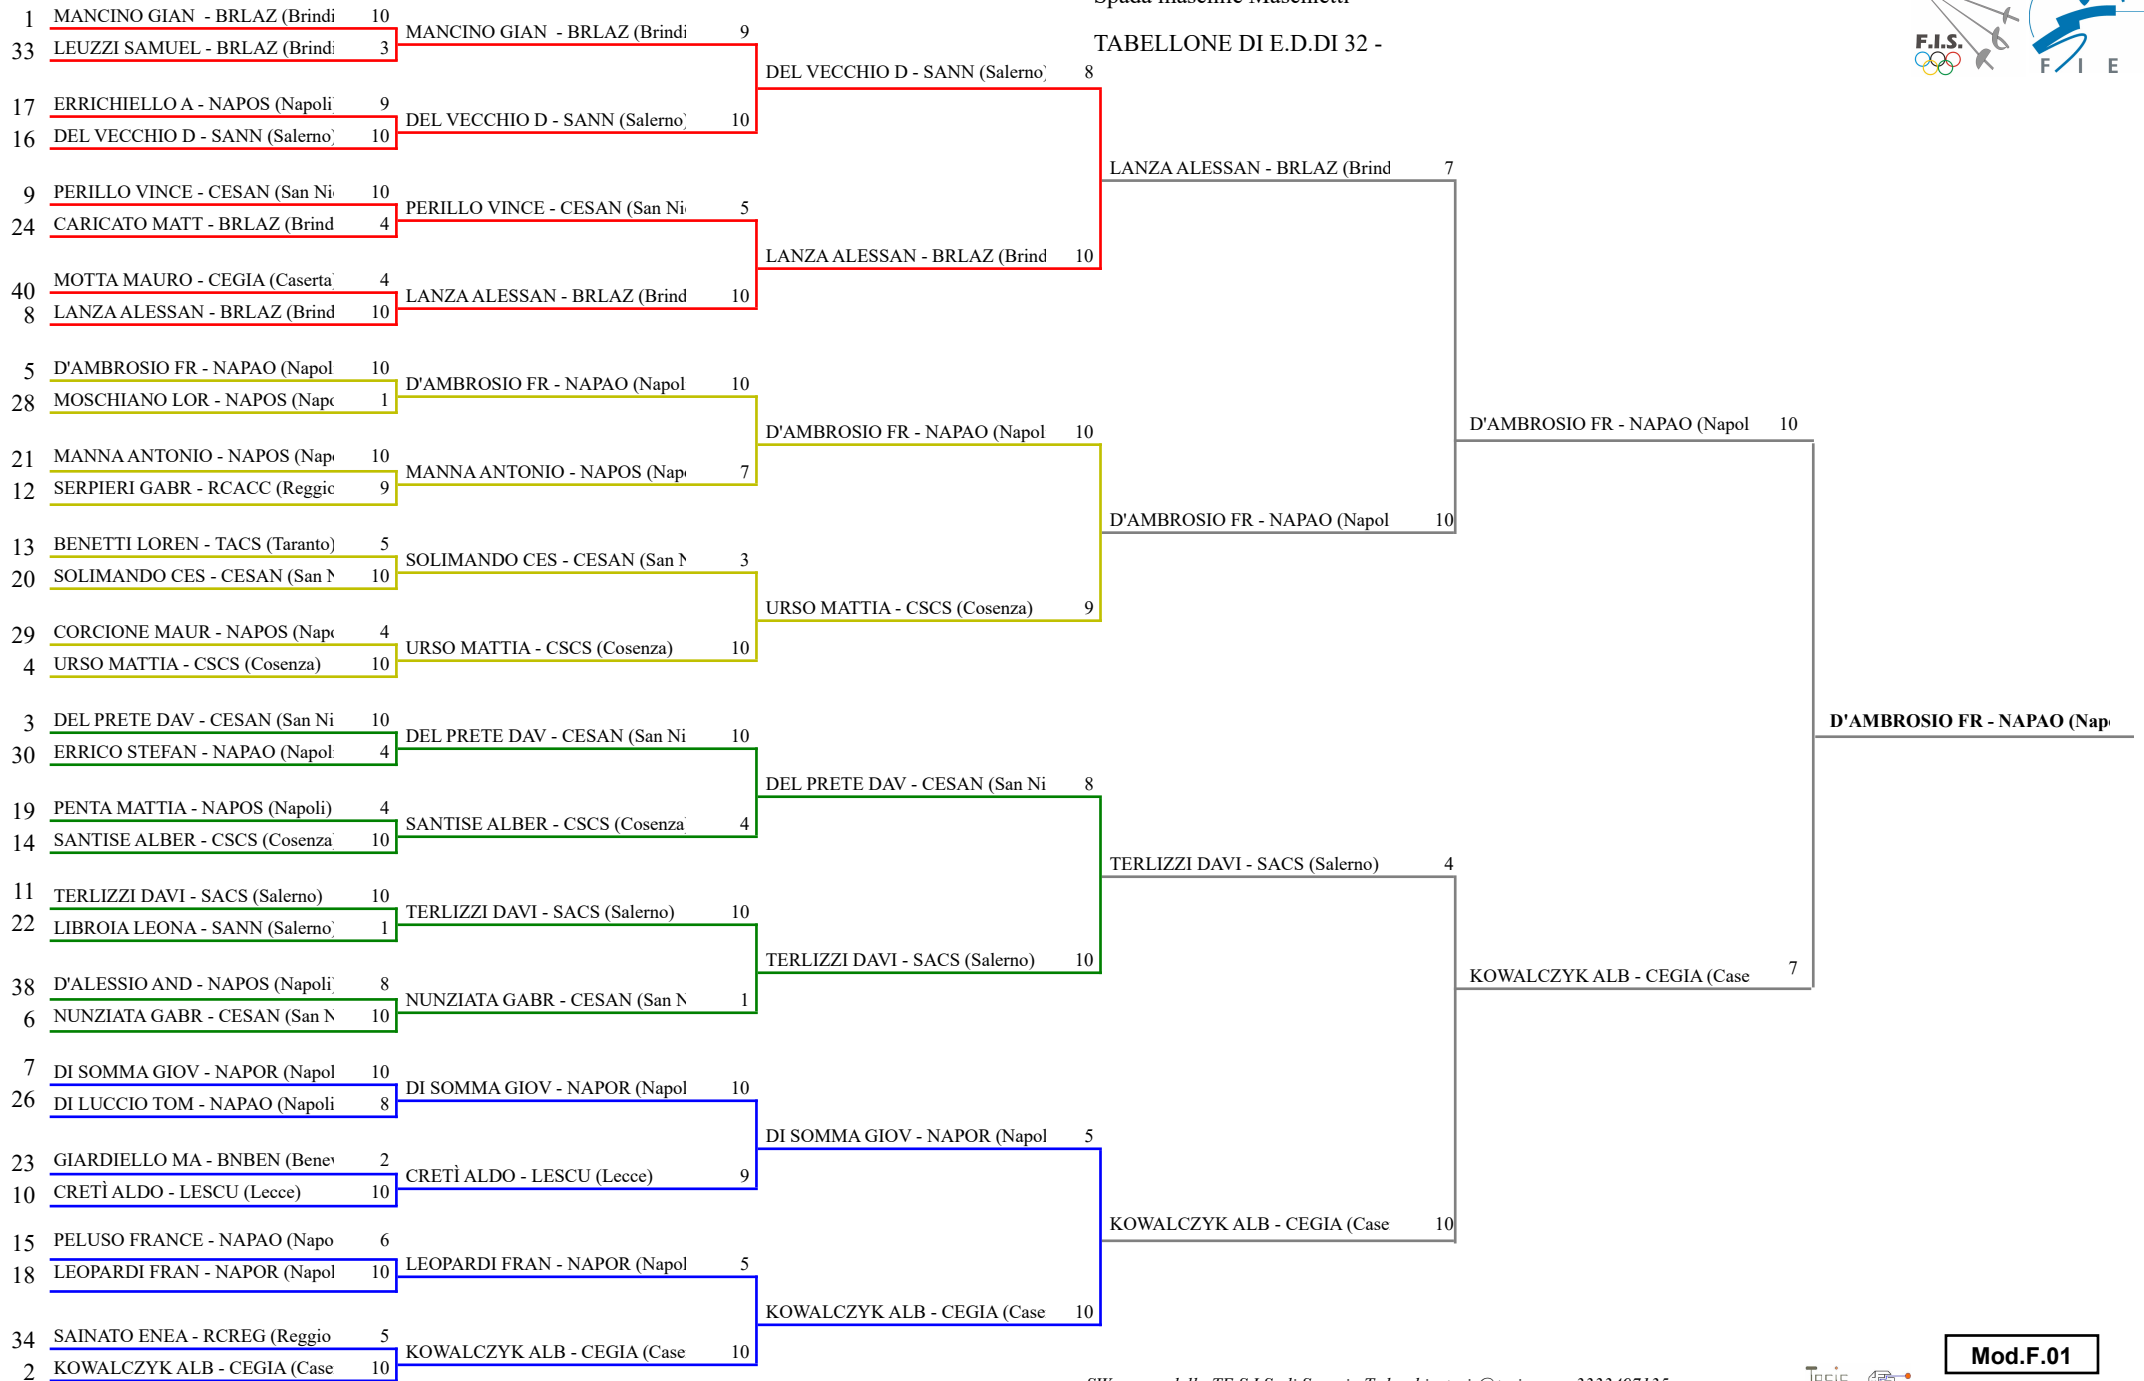 TABELLONE DI E.D.DI 32 -
F.I.S.
F I E
1 MANCINO GIAN - BRLAZ (Brindi 10
33 LEUZZI SAMUEL - BRLAZ (Brindi 3
17 ERRICHIELLO A - NAPOS (Napoli) 9
16 DEL VECCHIO D - SANN (Salerno) 10
9 PERILLO VINCE - CESAN (San Ni 10
24 CARICATO MATT - BRLAZ (Brind 4
40 MOTTA MAURO - CEGIA (Caserta) 4
8 LANZA ALESSAN - BRLAZ (Brind 10
5 D'AMBROSIO FR - NAPAO (Napol 10
28 MOSCHIANO LOR - NAPOS (Napo 1
21 MANNA ANTONIO - NAPOS (Nap 10
12 SERPIERI GABR - RCACC (Reggio 9
13 BENETTI LOREN - TACS (Taranto) 5
20 SOLIMANDO CES - CESAN (San N 10
29 CORCIONE MAUR - NAPOS (Napo 4
4 URSO MATTIA - CSCS (Cosenza) 10
3 DEL PRETE DAV - CESAN (San Ni 10
30 ERRICO STEFAN - NAPAO (Napoli 4
19 PENTA MATTIA - NAPOS (Napoli) 4
14 SANTISE ALBER - CSCS (Cosenza) 10
11 TERLIZZI DAVI - SACS (Salerno) 10
22 LIBROIA LEONA - SANN (Salerno) 1
38 D'ALESSIO AND - NAPOS (Napoli) 8
6 NUNZIATA GABR - CESAN (San N 10
7 DI SOMMA GIOV - NAPOR (Napol 10
26 DI LUCCIO TOM - NAPAO (Napoli 8
23 GIARDIELLO MA - BNBEN (Benev 2
10 CRETÌ ALDO - LESCU (Lecce) 10
15 PELUSO FRANCE - NAPAO (Napo 6
18 LEOPARDI FRAN - NAPOR (Napol 10
34 SAINATO ENEA - RCREG (Reggio 5
2 KOWALCZYK ALB - CEGIA (Case 10
MANCINO GIAN - BRLAZ (Brindi 9
DEL VECCHIO D - SANN (Salerno) 10
PERILLO VINCE - CESAN (San Ni 5
LANZA ALESSAN - BRLAZ (Brind 10
D'AMBROSIO FR - NAPAO (Napol 10
MANNA ANTONIO - NAPOS (Nap 7
SOLIMANDO CES - CESAN (San N 3
URSO MATTIA - CSCS (Cosenza) 10
DEL PRETE DAV - CESAN (San Ni 10
SANTISE ALBER - CSCS (Cosenza) 4
TERLIZZI DAVI - SACS (Salerno) 10
NUNZIATA GABR - CESAN (San N 1
DI SOMMA GIOV - NAPOR (Napol 10
CRETÌ ALDO - LESCU (Lecce) 9
LEOPARDI FRAN - NAPOR (Napol 5
KOWALCZYK ALB - CEGIA (Case 10
DEL VECCHIO D - SANN (Salerno) 8
LANZA ALESSAN - BRLAZ (Brind 10
D'AMBROSIO FR - NAPAO (Napol 10
URSO MATTIA - CSCS (Cosenza) 9
DEL PRETE DAV - CESAN (San Ni 8
TERLIZZI DAVI - SACS (Salerno) 10
DI SOMMA GIOV - NAPOR (Napol 5
KOWALCZYK ALB - CEGIA (Case 10
LANZA ALESSAN - BRLAZ (Brind 7
D'AMBROSIO FR - NAPAO (Napol 10
TERLIZZI DAVI - SACS (Salerno) 4
KOWALCZYK ALB - CEGIA (Case 10
D'AMBROSIO FR - NAPAO (Napol 10
KOWALCZYK ALB - CEGIA (Case 7
D'AMBROSIO FR - NAPAO (Nap
Mod.F.01